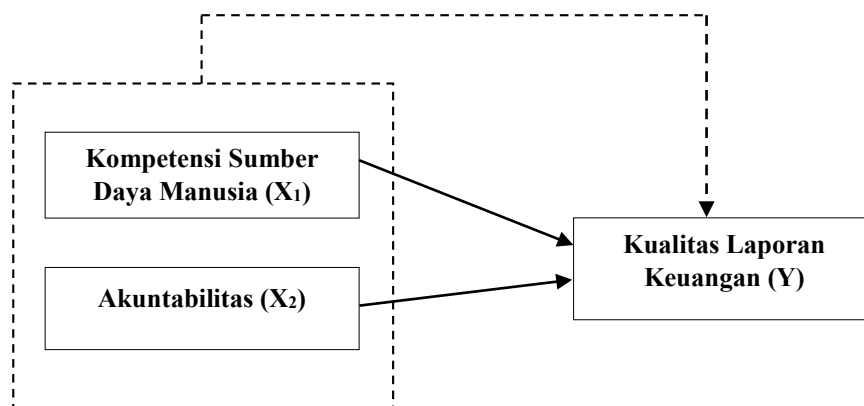 Kompetensi Sumber
Daya Manusia (X₁)
Akuntabilitas (X₂)
Kualitas Laporan
Keuangan (Y)